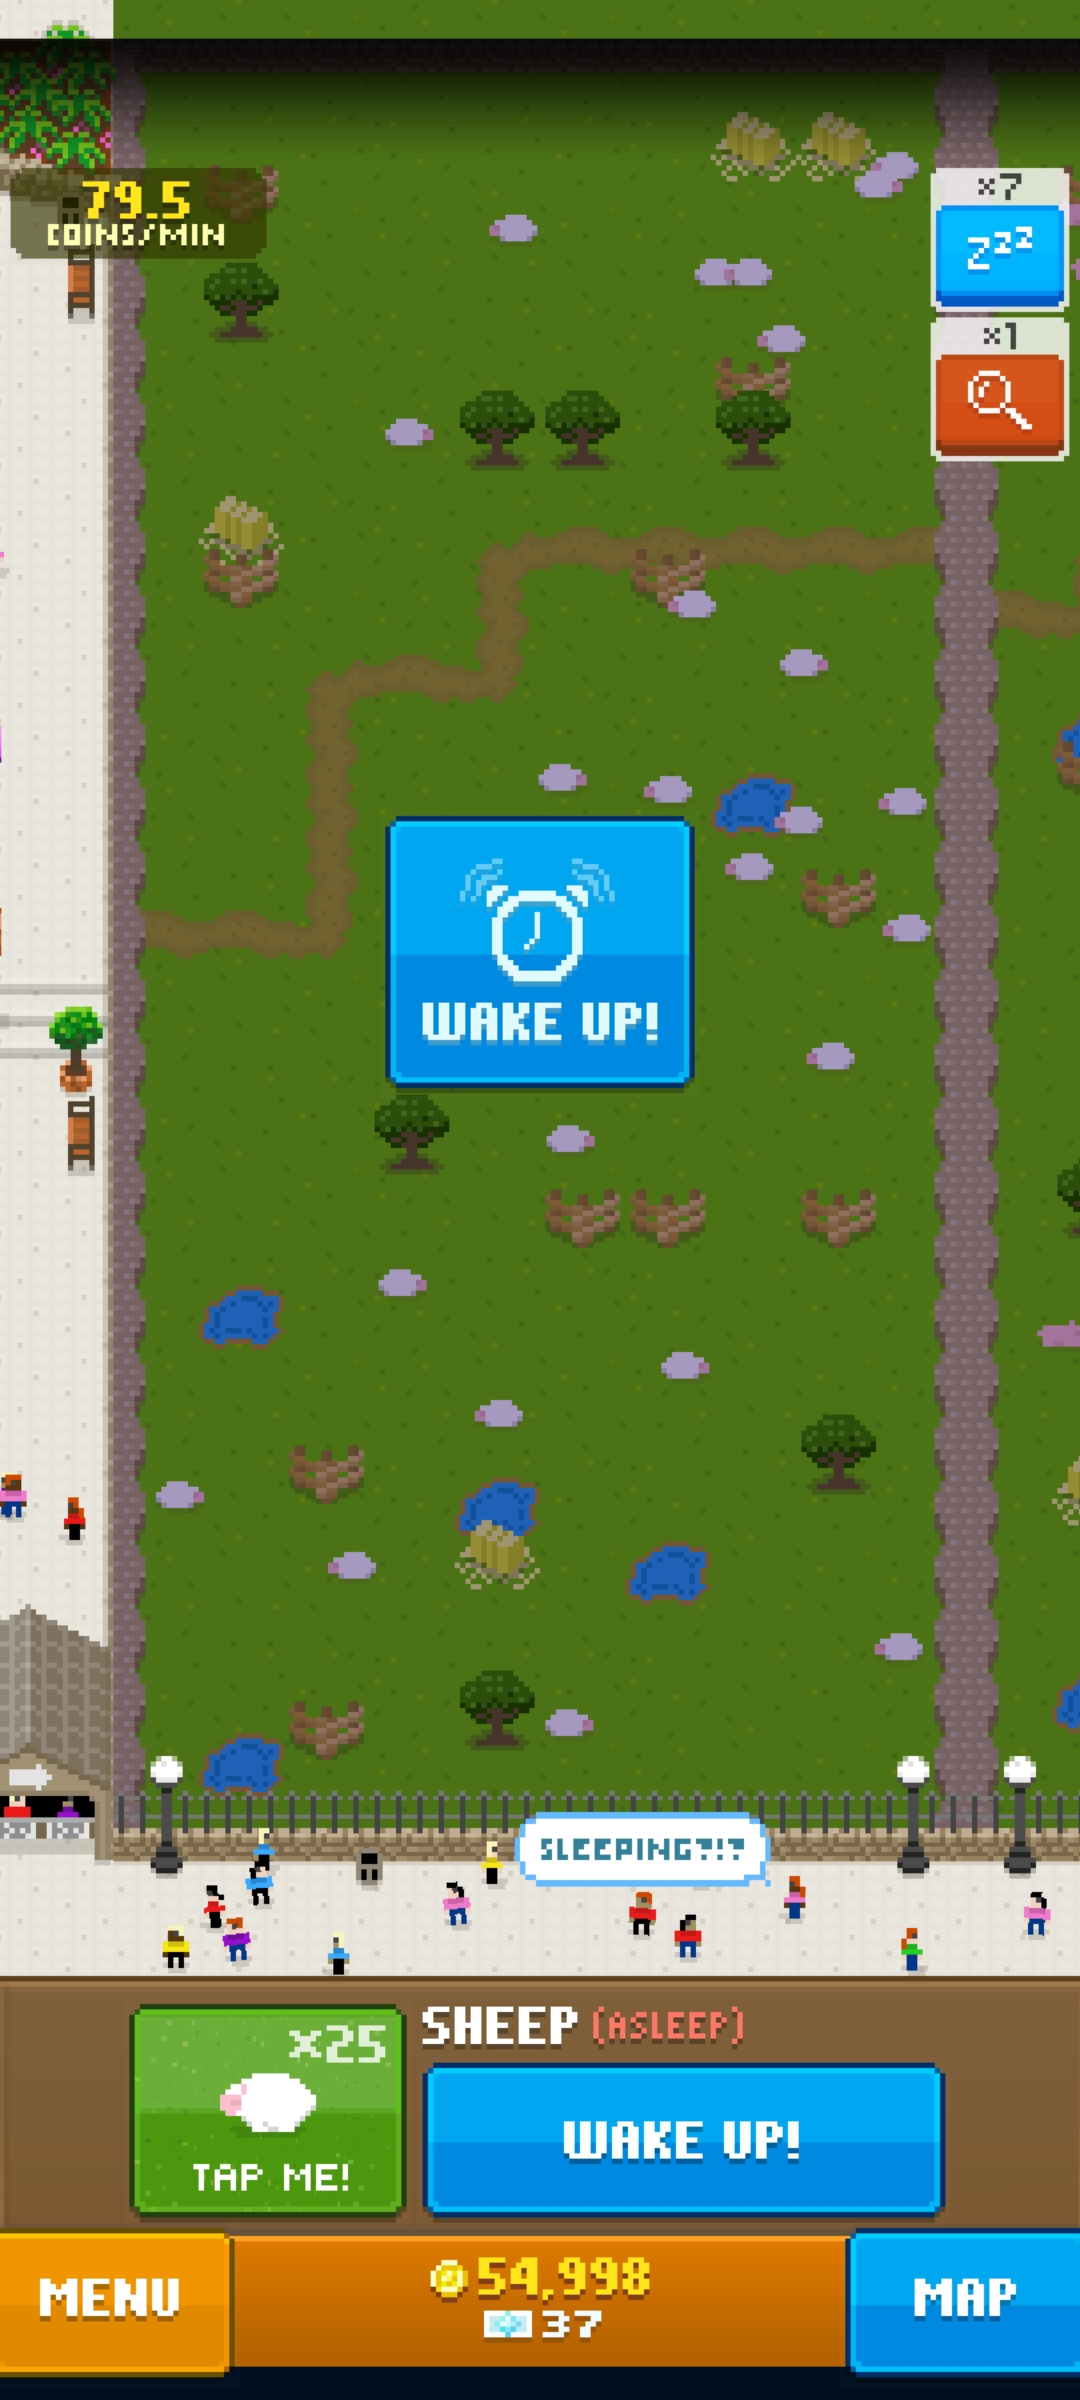 79.5
COINS/MIN
x7
zzz
x1
WAKE UP!
SLEEPING?!?
x25
TAP ME!
SHEEP (ASLEEP)
WAKE UP!
MENU
54,998
37
MAP